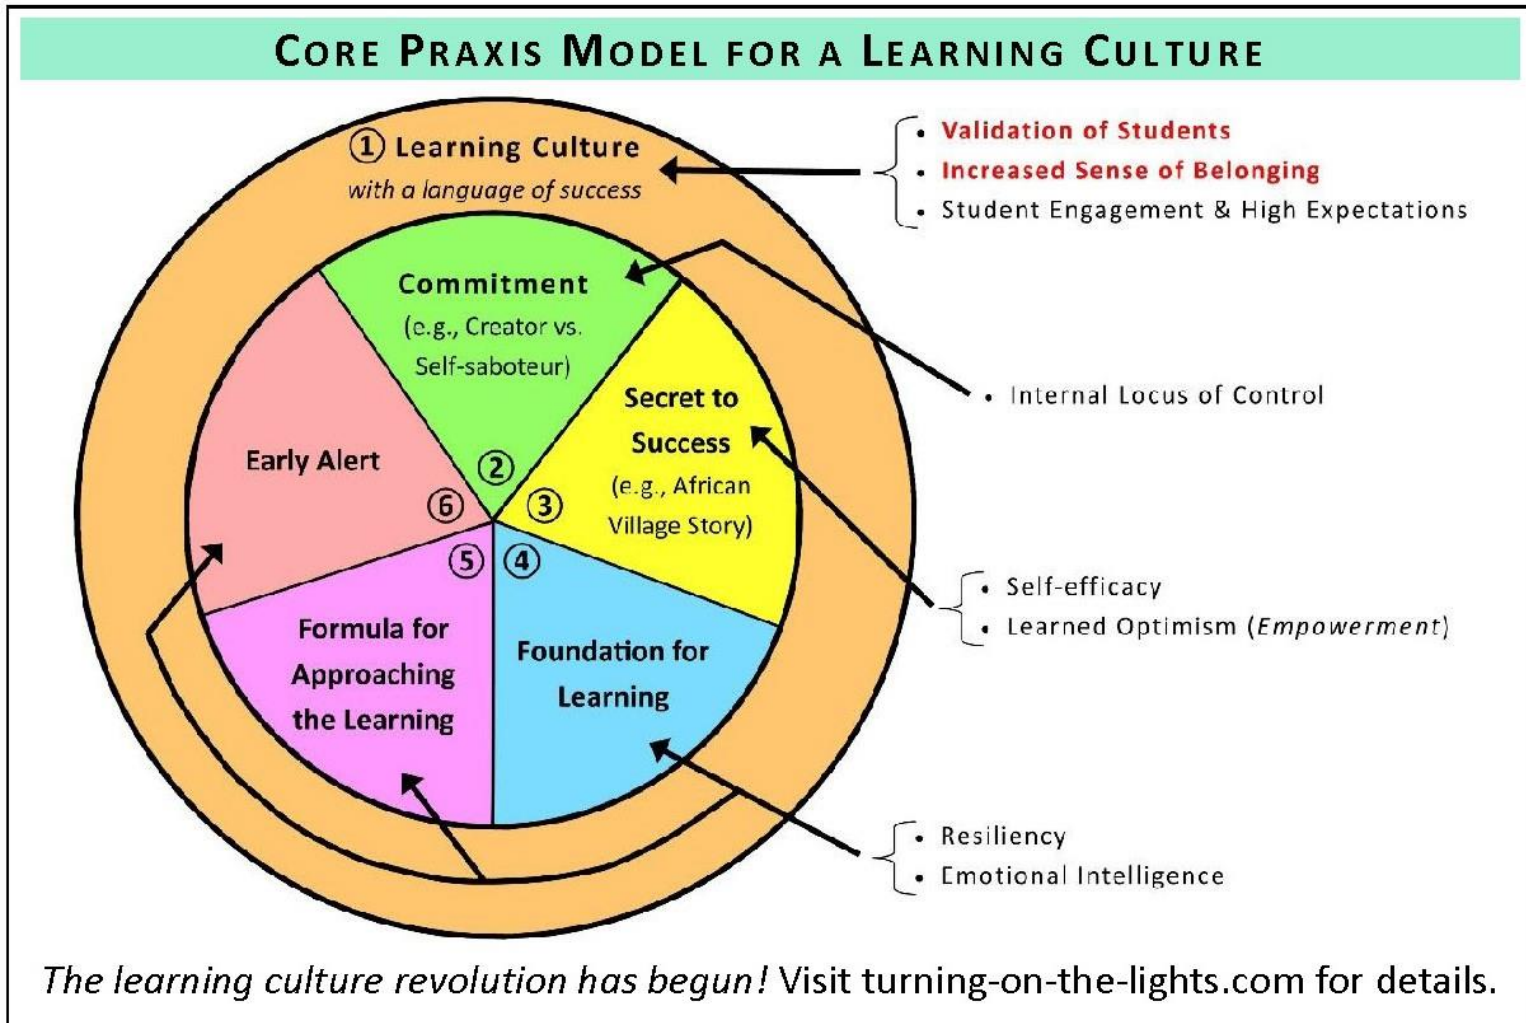 CORE PRAXIS MODEL FOR A LEARNING CULTURE
① Learning Culture
with a language of success
• Validation of Students
• Increased Sense of Belonging
• Student Engagement & High Expectations
Commitment
(e.g., Creator vs.
Self-saboteur)
②
• Internal Locus of Control
Secret to
Success
(e.g., African
Village Story)
③
• Self-efficacy
• Learned Optimism (Empowerment)
④
Foundation for
Learning
• Resiliency
• Emotional Intelligence
⑤
Formula for
Approaching
the Learning
Early Alert
⑥
The learning culture revolution has begun! Visit turning-on-the-lights.com for details.